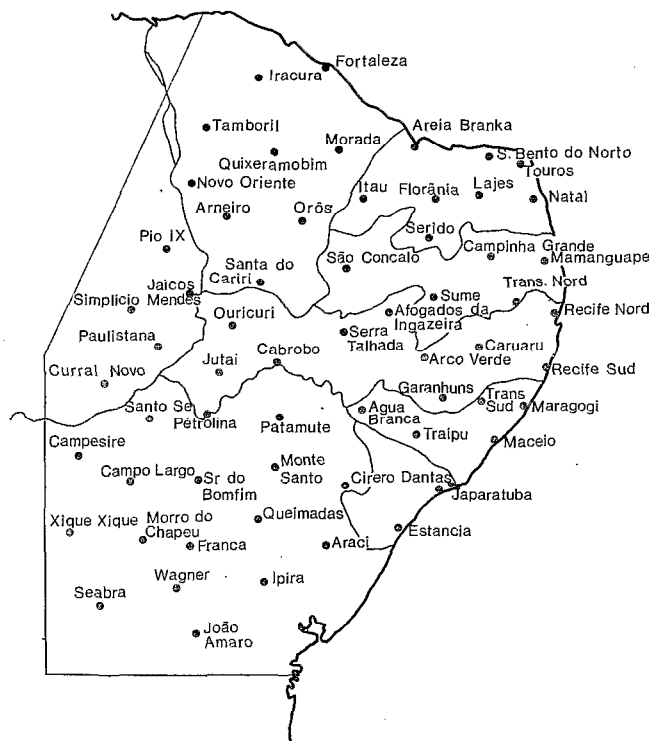 Fortaleza
Iracura
Tamboril
Morada
Areia Branka
Quixeramobim
S. Bento do Norto
Touros
Novo Oriente
Itau
Florânia
Lajes
Natal
Arneiro
Orôs
Serido
Pio IX
São Concalo
Campinha Grande
Mamanguape
Santa do
Cariri
Jaicos
Simplicio Mendes
Sume
Trans. Nord
Ouricuri
Afogados da
Ingazeira
Recife Nord
Serra
Talhada
Paulistana
Caruaru
Cabrobo
Arco Verde
Jutai
Curral Novo
Recife Sud
Garanhuns
Trans
Sud
Santo Se
Pétrolina
Patamute
Agua
Branca
Maragogi
Traipu
Maceio
Campesire
Monte
Santo
Campo Largo
Sr do
Bomfim
Cirero Dantas
Japaratuba
Xique Xique
Morro do
Chapeu
Queimadas
Estancia
Franca
Araci
Wagner
Ipira
Seabra
João
Amaro